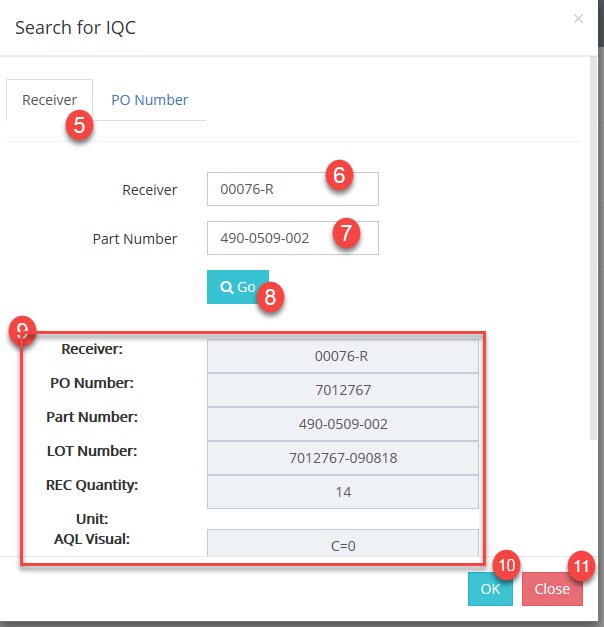 Search for IQC ×
Receiver PO Number
5
Receiver 00076-R 6
Part Number 490-0509-002 7
Go 8
9
Receiver: 00076-R
PO Number: 7012767
Part Number: 490-0509-002
LOT Number: 7012767-090818
REC Quantity: 14
Unit:
AQL Visual: C=0
10 11
OK Close